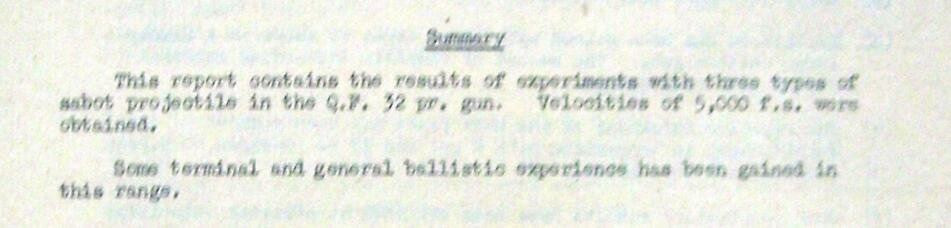 Summary
This report contains the results of experiments with three types of
sabot projectile in the Q.F. 32 pr. gun. Velocities of 5,000 f.s. were
obtained.
Some terminal and general ballistic experience has been gained in
this range.